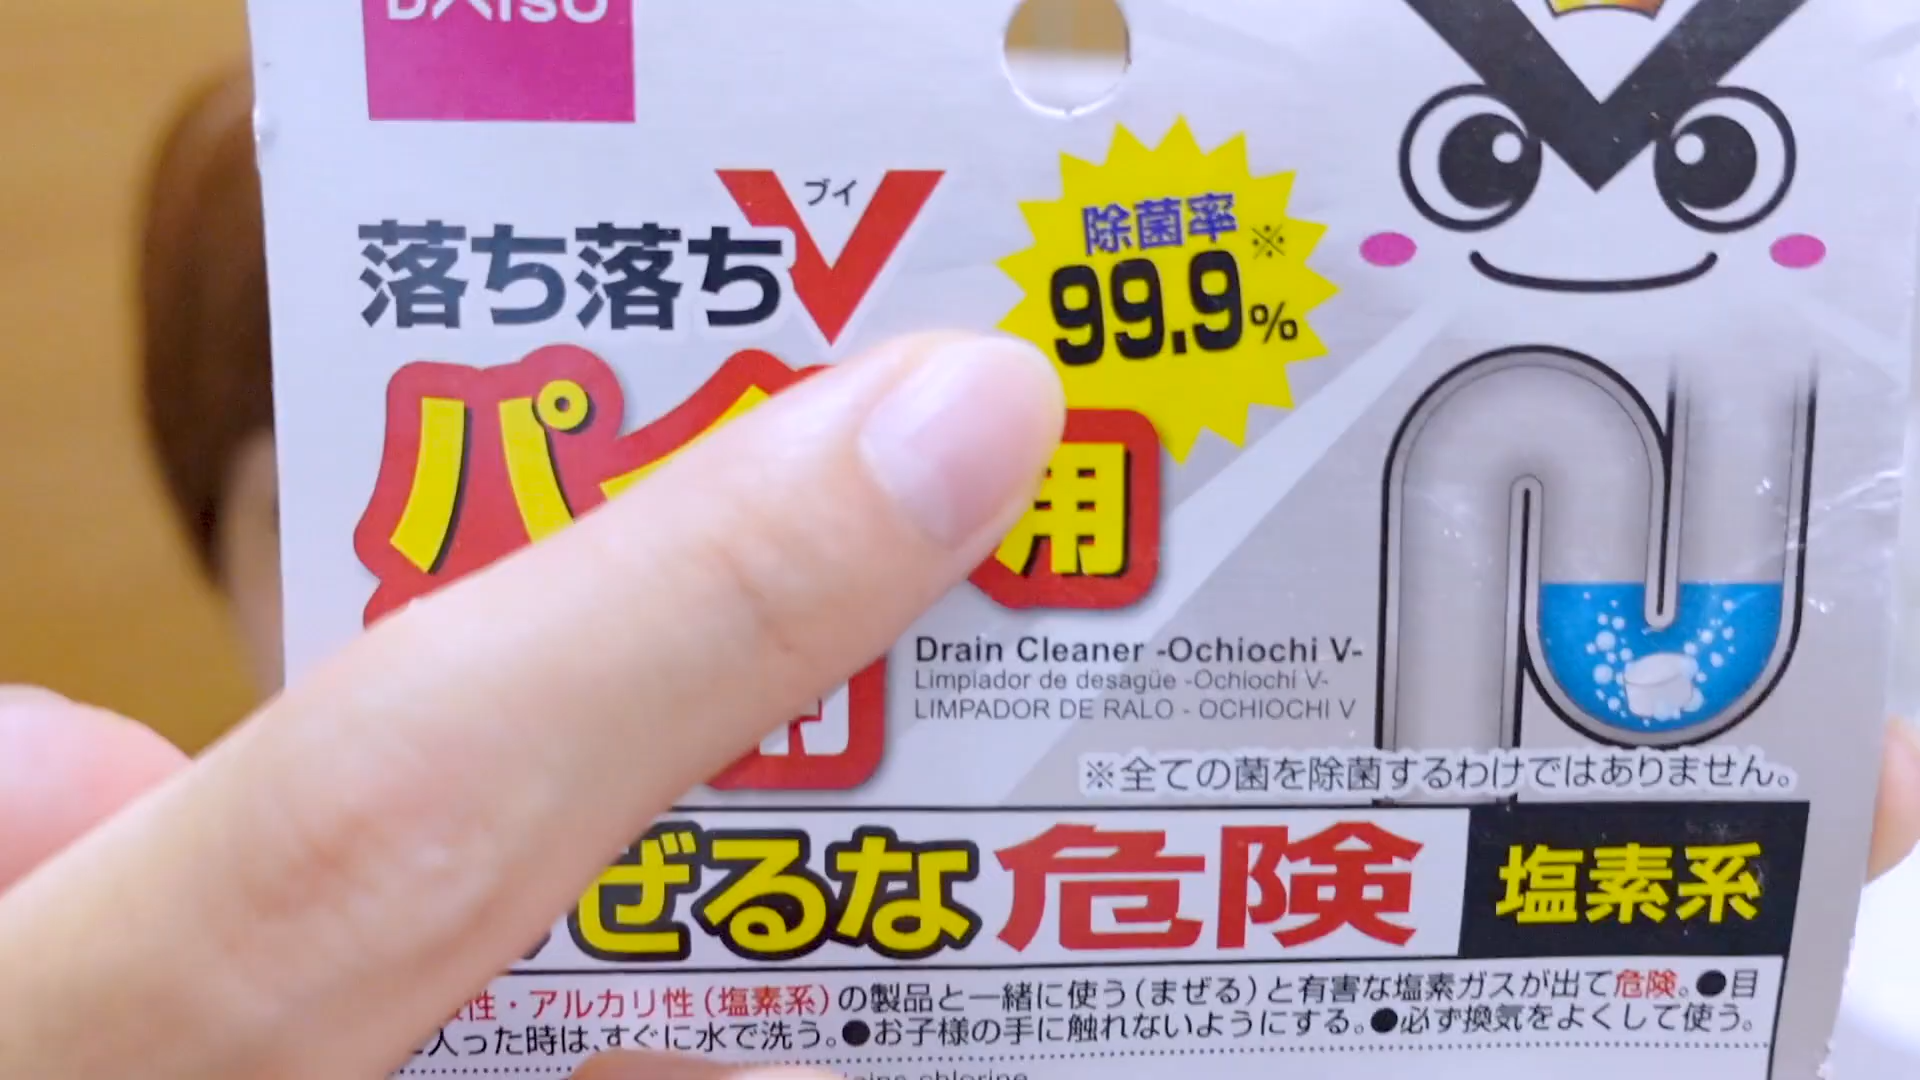 DAISO
ブイ
落ち落ちV
除菌率※
99.9%
パイ
用
Drain Cleaner -Ochiochi V-
Limpiador de desagüe -Ochiochi V-
LIMPADOR DE RALO - OCHIOCHI V
※全ての菌を除菌するわけではありません。
ぜるな危険 塩素系
性・アルカリ性(塩素系)の製品と一緒に使う(まぜる)と有害な塩素ガスが出て危険。●目
入った時は、すぐに水で洗う。●お子様の手に触れないようにする。●必ず換気をよくして使う。
chlorine